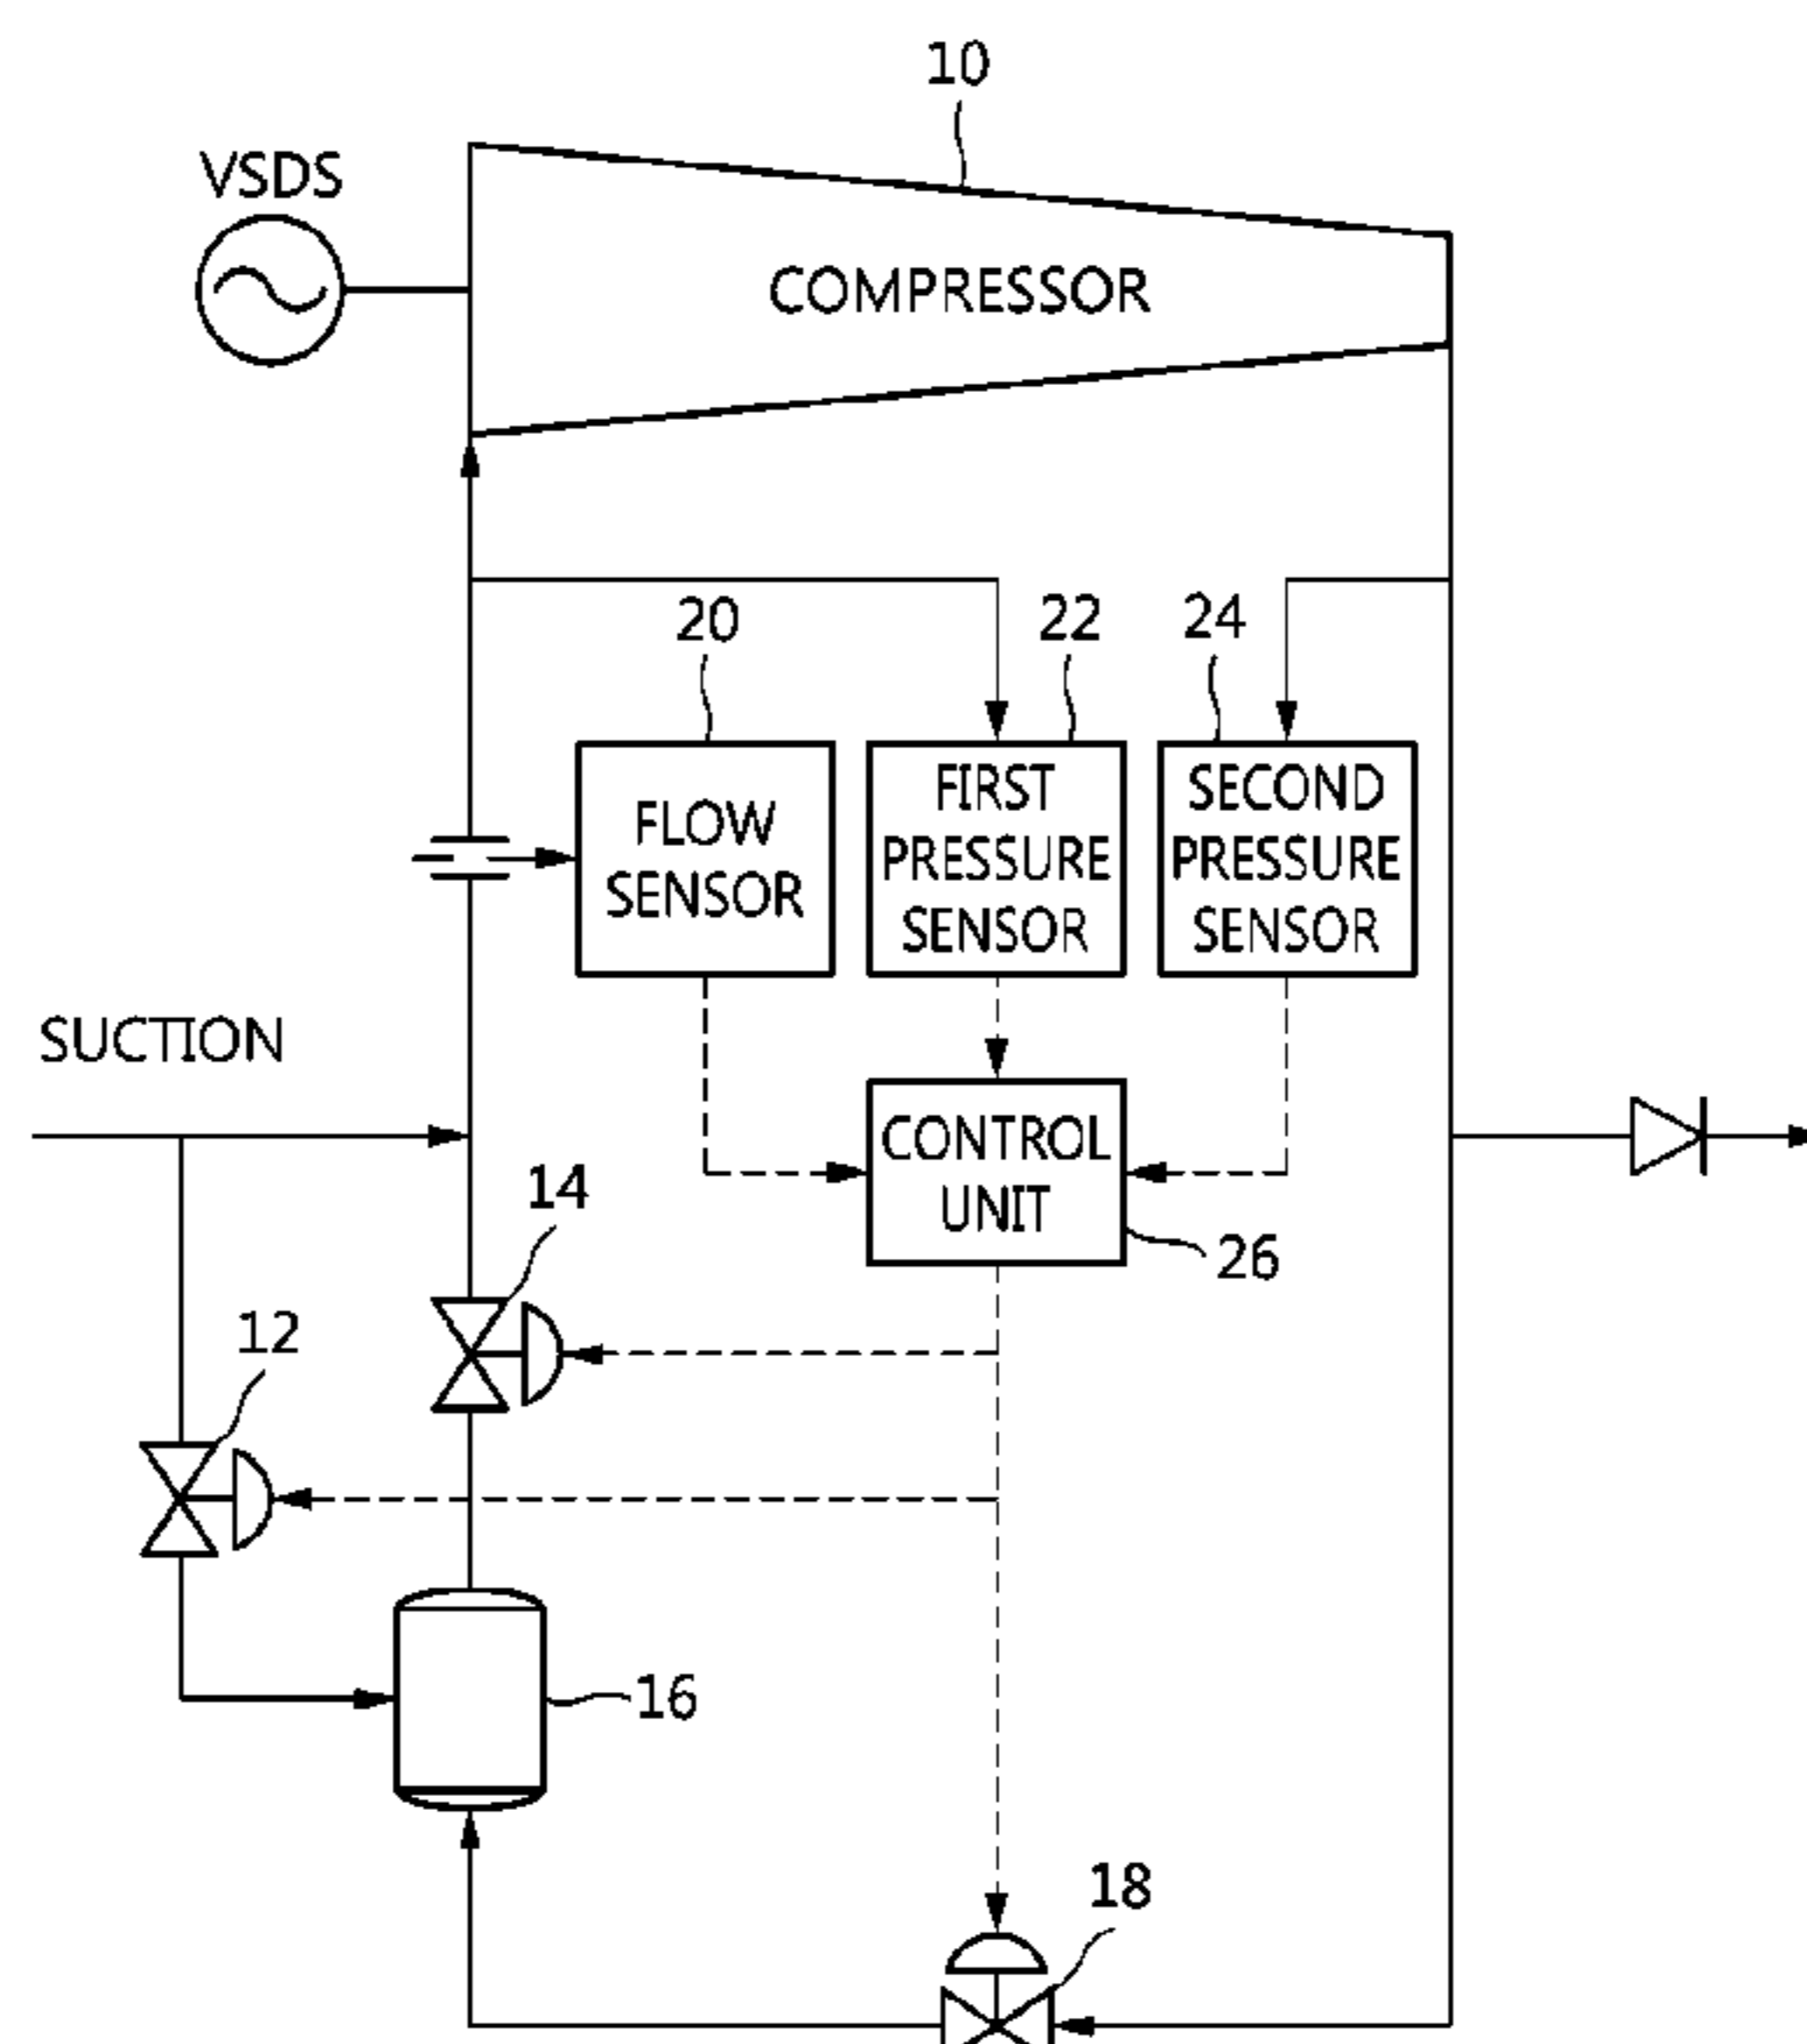 10
VSDS
COMPRESSOR
20
22
24
FLOW
SENSOR
FIRST
PRESSURE
SENSOR
SECOND
PRESSURE
SENSOR
SUCTION
CONTROL
UNIT
14
26
12
16
18